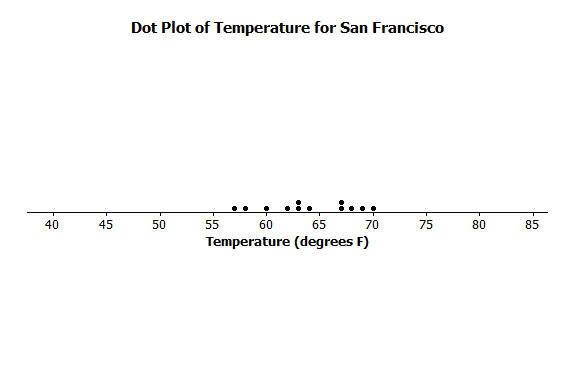 Dot Plot of Temperature for San Francisco
40 45 50 55 60 65 70 75 80 85
Temperature (degrees F)